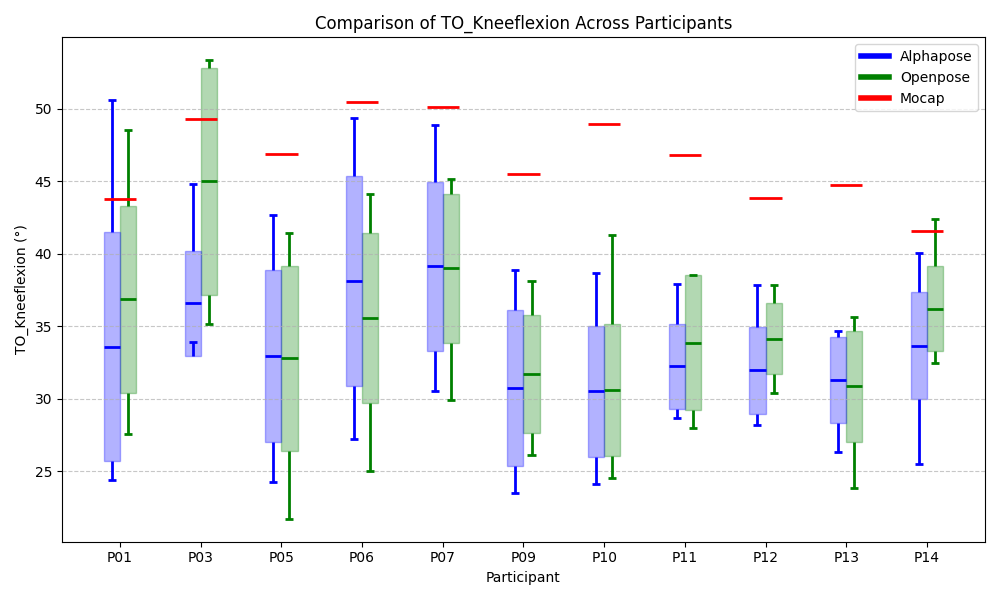 Comparison of TO_Kneeflexion Across Participants
Alphapose
Openpose
Mocap
TO_Kneeflexion (°)
50
45
40
35
30
25
P01 P03 P05 P06 P07 P09 P10 P11 P12 P13 P14
Participant